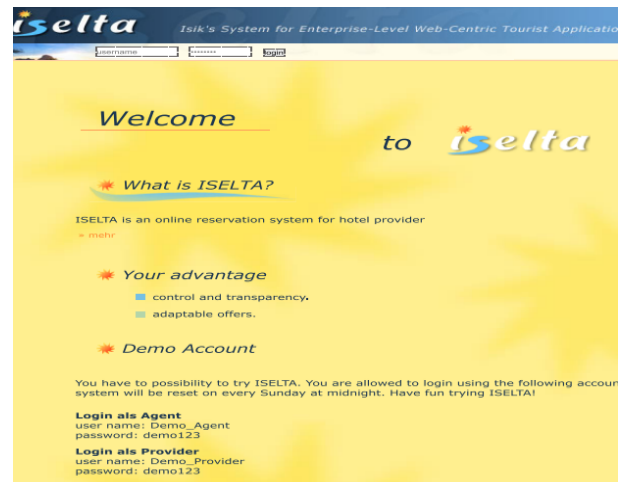 iselta Isik's System for Enterprise-Level Web-Centric Tourist Applicatio
username ········ login
Welcome
to iselta
What is ISELTA?
ISELTA is an online reservation system for hotel provider
» mehr
Your advantage
control and transparency.
adaptable offers.
Demo Account
You have to possibility to try ISELTA. You are allowed to login using the following accoun
system will be reset on every Sunday at midnight. Have fun trying ISELTA!
Login als Agent
user name: Demo_Agent
password: demo123
Login als Provider
user name: Demo_Provider
password: demo123